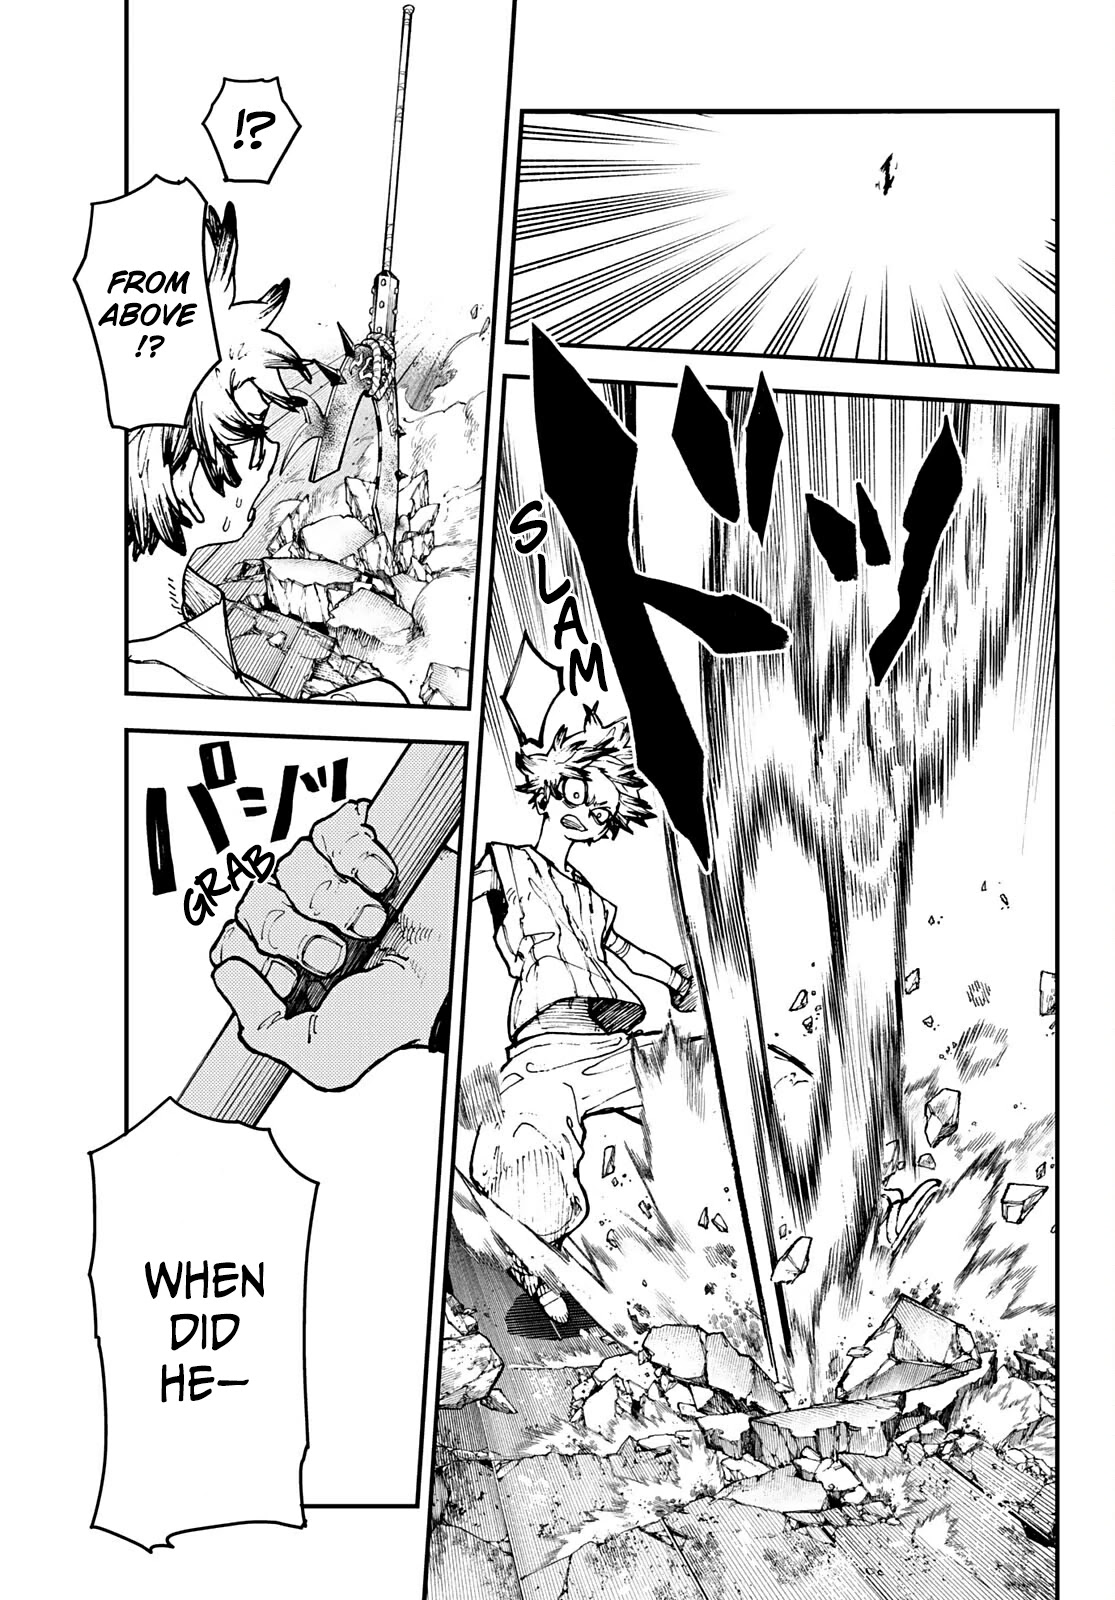 ドッ
SLAM
!?
FROM
ABOVE
!?
パシッ
GRAB
WHEN
DID
HE—